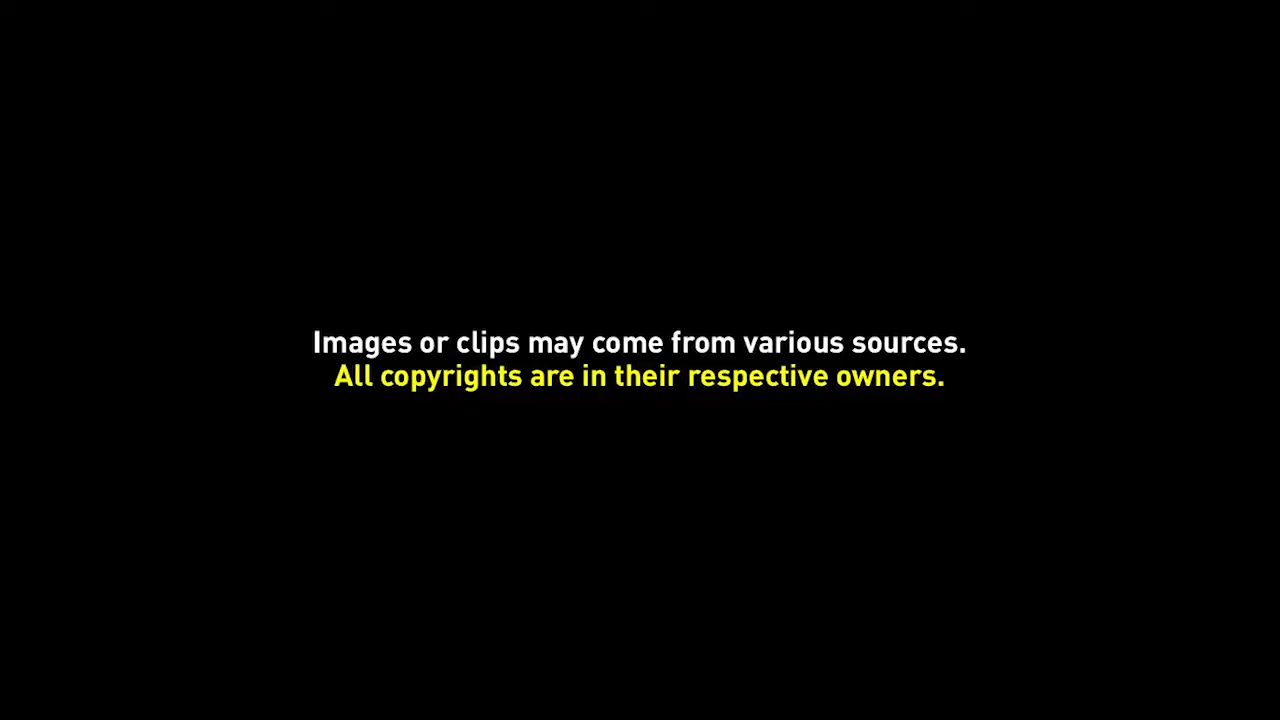 Images or clips may come from various sources.
All copyrights are in their respective owners.